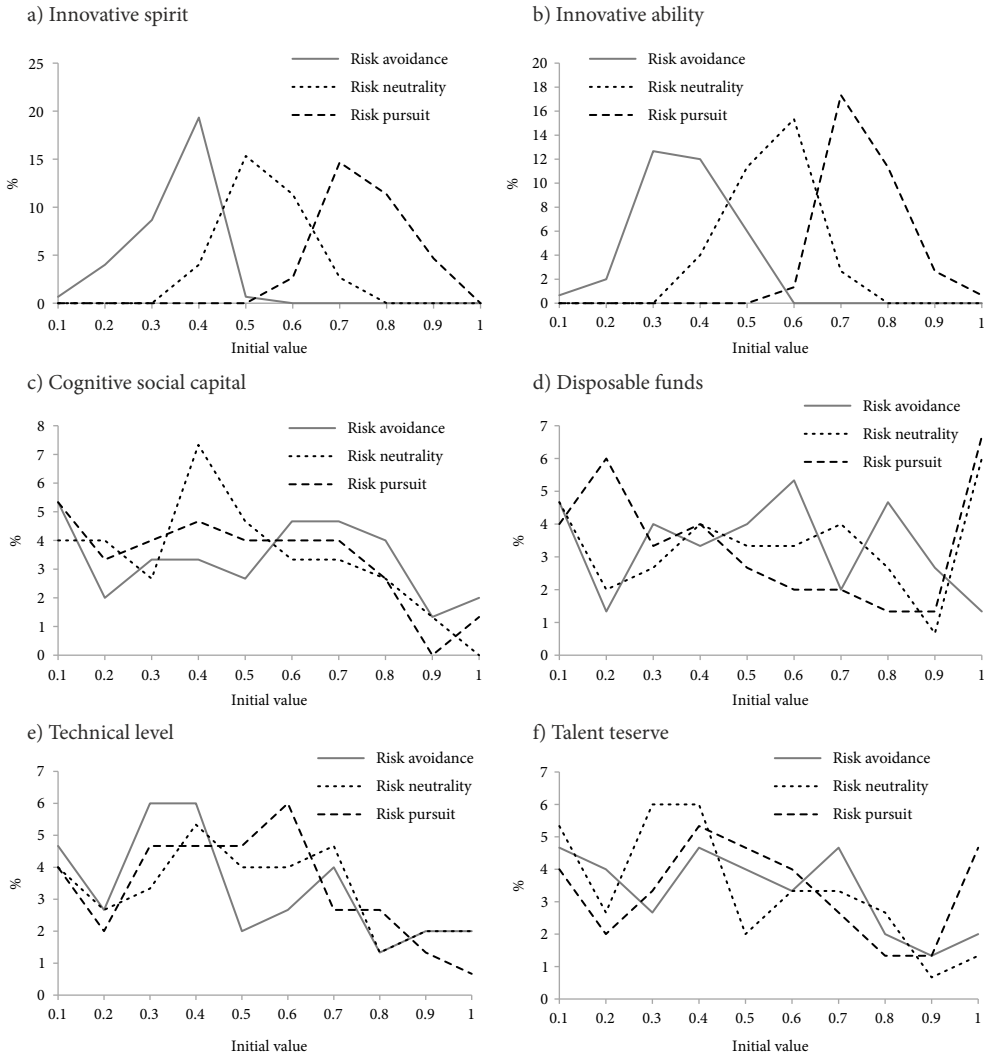 a) Innovative spirit
25
20
15
10
5
0
%
0.1 0.2 0.3 0.4 0.5 0.6 0.7 0.8 0.9 1
Initial value
Risk avoidance
Risk neutrality
Risk pursuit
b) Innovative ability
20
18
16
14
12
10
8
6
4
2
0
%
0.1 0.2 0.3 0.4 0.5 0.6 0.7 0.8 0.9 1
Initial value
Risk avoidance
Risk neutrality
Risk pursuit
c) Cognitive social capital
8
7
6
5
4
3
2
1
0
%
0.1 0.2 0.3 0.4 0.5 0.6 0.7 0.8 0.9 1
Initial value
Risk avoidance
Risk neutrality
Risk pursuit
d) Disposable funds
7
6
5
4
3
2
1
0
%
0.1 0.2 0.3 0.4 0.5 0.6 0.7 0.8 0.9 1
Initial value
Risk avoidance
Risk neutrality
Risk pursuit
e) Technical level
7
6
5
4
3
2
1
0
%
0.1 0.2 0.3 0.4 0.5 0.6 0.7 0.8 0.9 1
Initial value
Risk avoidance
Risk neutrality
Risk pursuit
f) Talent teserve
7
6
5
4
3
2
1
0
%
0.1 0.2 0.3 0.4 0.5 0.6 0.7 0.8 0.9 1
Initial value
Risk avoidance
Risk neutrality
Risk pursuit